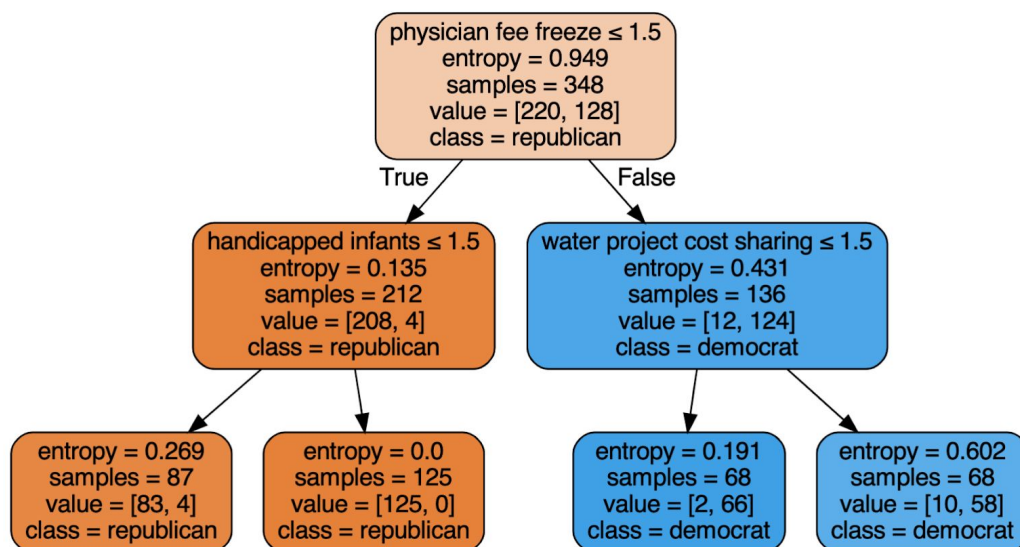 physician fee freeze ≤ 1.5
entropy = 0.949
samples = 348
value = [220, 128]
class = republican
True
False
handicapped infants ≤ 1.5
entropy = 0.135
samples = 212
value = [208, 4]
class = republican
water project cost sharing ≤ 1.5
entropy = 0.431
samples = 136
value = [12, 124]
class = democrat
entropy = 0.269
samples = 87
value = [83, 4]
class = republican
entropy = 0.0
samples = 125
value = [125, 0]
class = republican
entropy = 0.191
samples = 68
value = [2, 66]
class = democrat
entropy = 0.602
samples = 68
value = [10, 58]
class = democrat